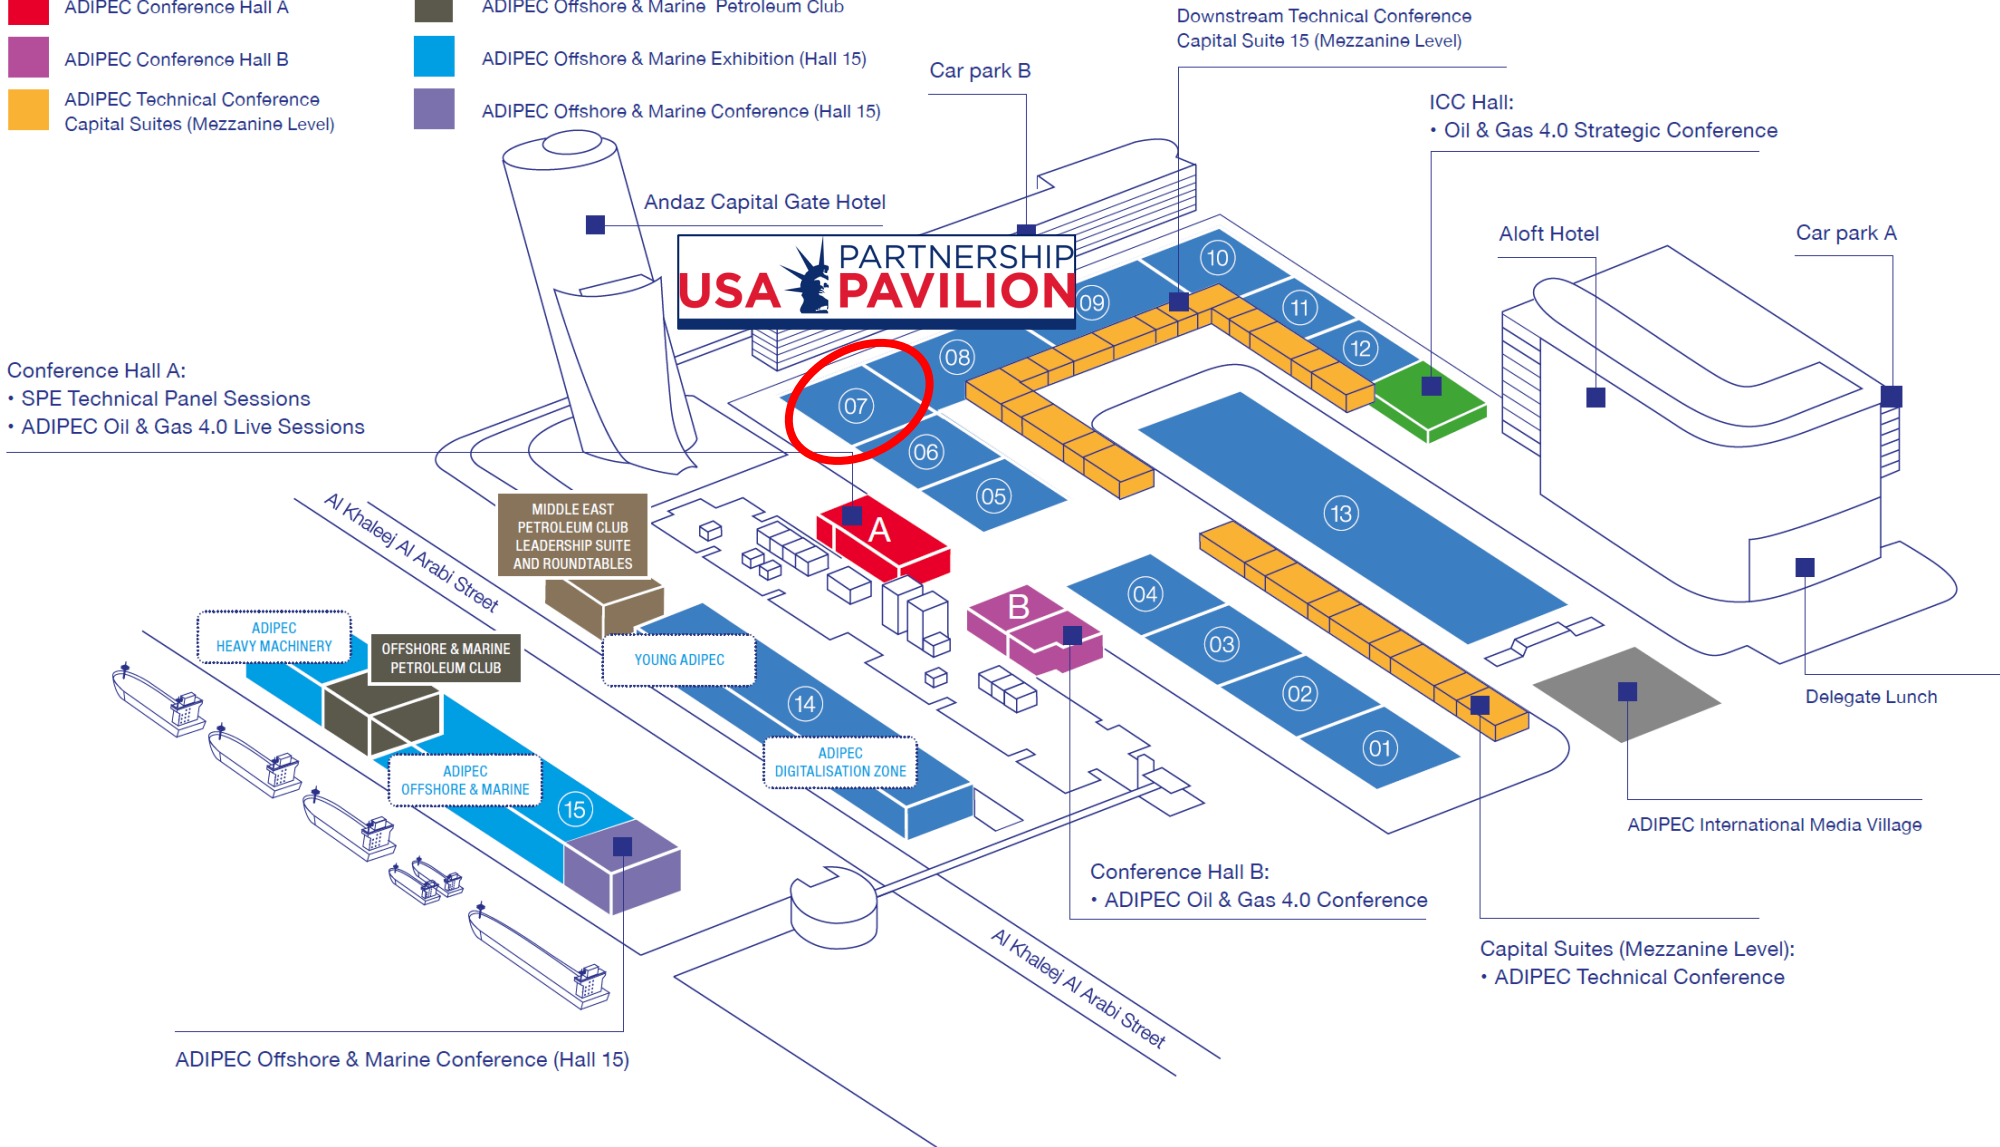 ADIPEC Conference Hall A
ADIPEC Conference Hall B
ADIPEC Technical Conference
Capital Suites (Mezzanine Level)
ADIPEC Offshore & Marine Petroleum Club
ADIPEC Offshore & Marine Exhibition (Hall 15)
ADIPEC Offshore & Marine Conference (Hall 15)
Downstream Technical Conference
Capital Suite 15 (Mezzanine Level)
Car park B
ICC Hall:
• Oil & Gas 4.0 Strategic Conference
Andaz Capital Gate Hotel
Aloft Hotel
Car park A
USA PARTNERSHIP
PAVILION
10
09
11
08
12
07
06
05
13
Conference Hall A:
• SPE Technical Panel Sessions
• ADIPEC Oil & Gas 4.0 Live Sessions
Al Khaleej Al Arabi Street
MIDDLE EAST
PETROLEUM CLUB
LEADERSHIP SUITE
AND ROUNDTABLES
A
B
04
03
02
01
ADIPEC
HEAVY MACHINERY
OFFSHORE & MARINE
PETROLEUM CLUB
YOUNG ADIPEC
14
ADIPEC
DIGITALISATION ZONE
ADIPEC
OFFSHORE & MARINE
15
Delegate Lunch
ADIPEC International Media Village
Conference Hall B:
• ADIPEC Oil & Gas 4.0 Conference
Al Khaleej Al Arabi Street
Capital Suites (Mezzanine Level):
• ADIPEC Technical Conference
ADIPEC Offshore & Marine Conference (Hall 15)